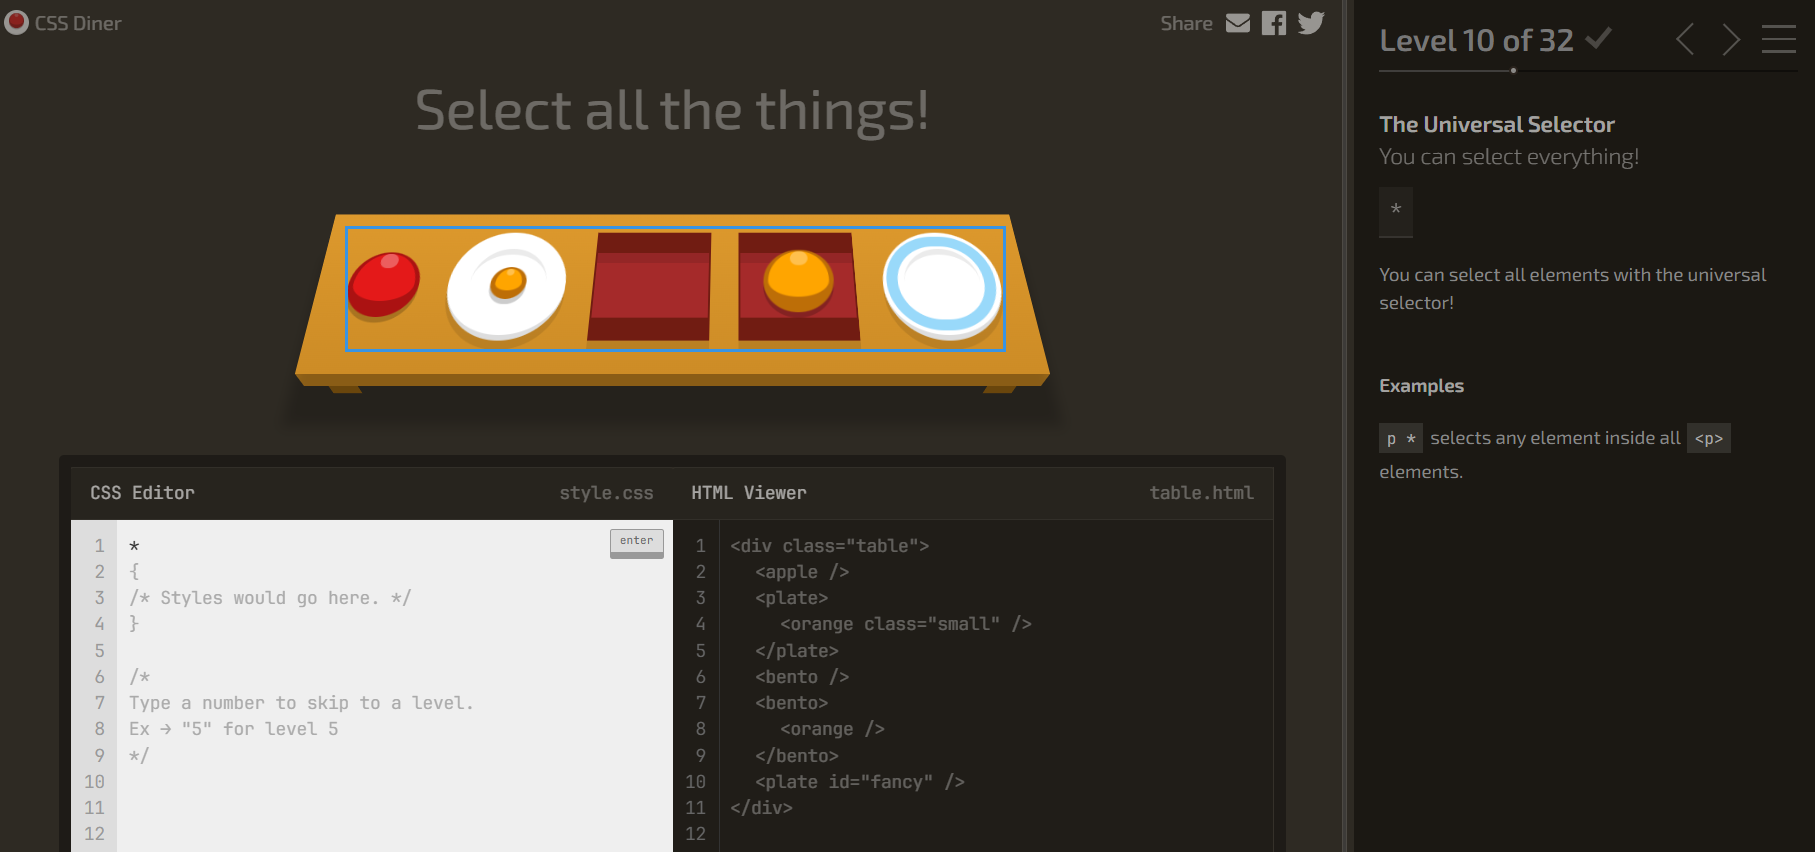 CSS Diner
Share
Select all the things!
CSS Editor
style.css
1 *
enter
2 {
3 /* Styles would go here. */
4 }
5
6 /*
7 Type a number to skip to a level.
8 Ex → "5" for level 5
9 */
10
11
12
HTML Viewer
table.html
1 <div class="table">
2 <apple />
3 <plate>
4 <orange class="small" />
5 </plate>
6 <bento />
7 <bento>
8 <orange />
9 </bento>
10 <plate id="fancy" />
11 </div>
12
Level 10 of 32
The Universal Selector
You can select everything!
*
You can select all elements with the universal
selector!
Examples
p * selects any element inside all <p>
elements.